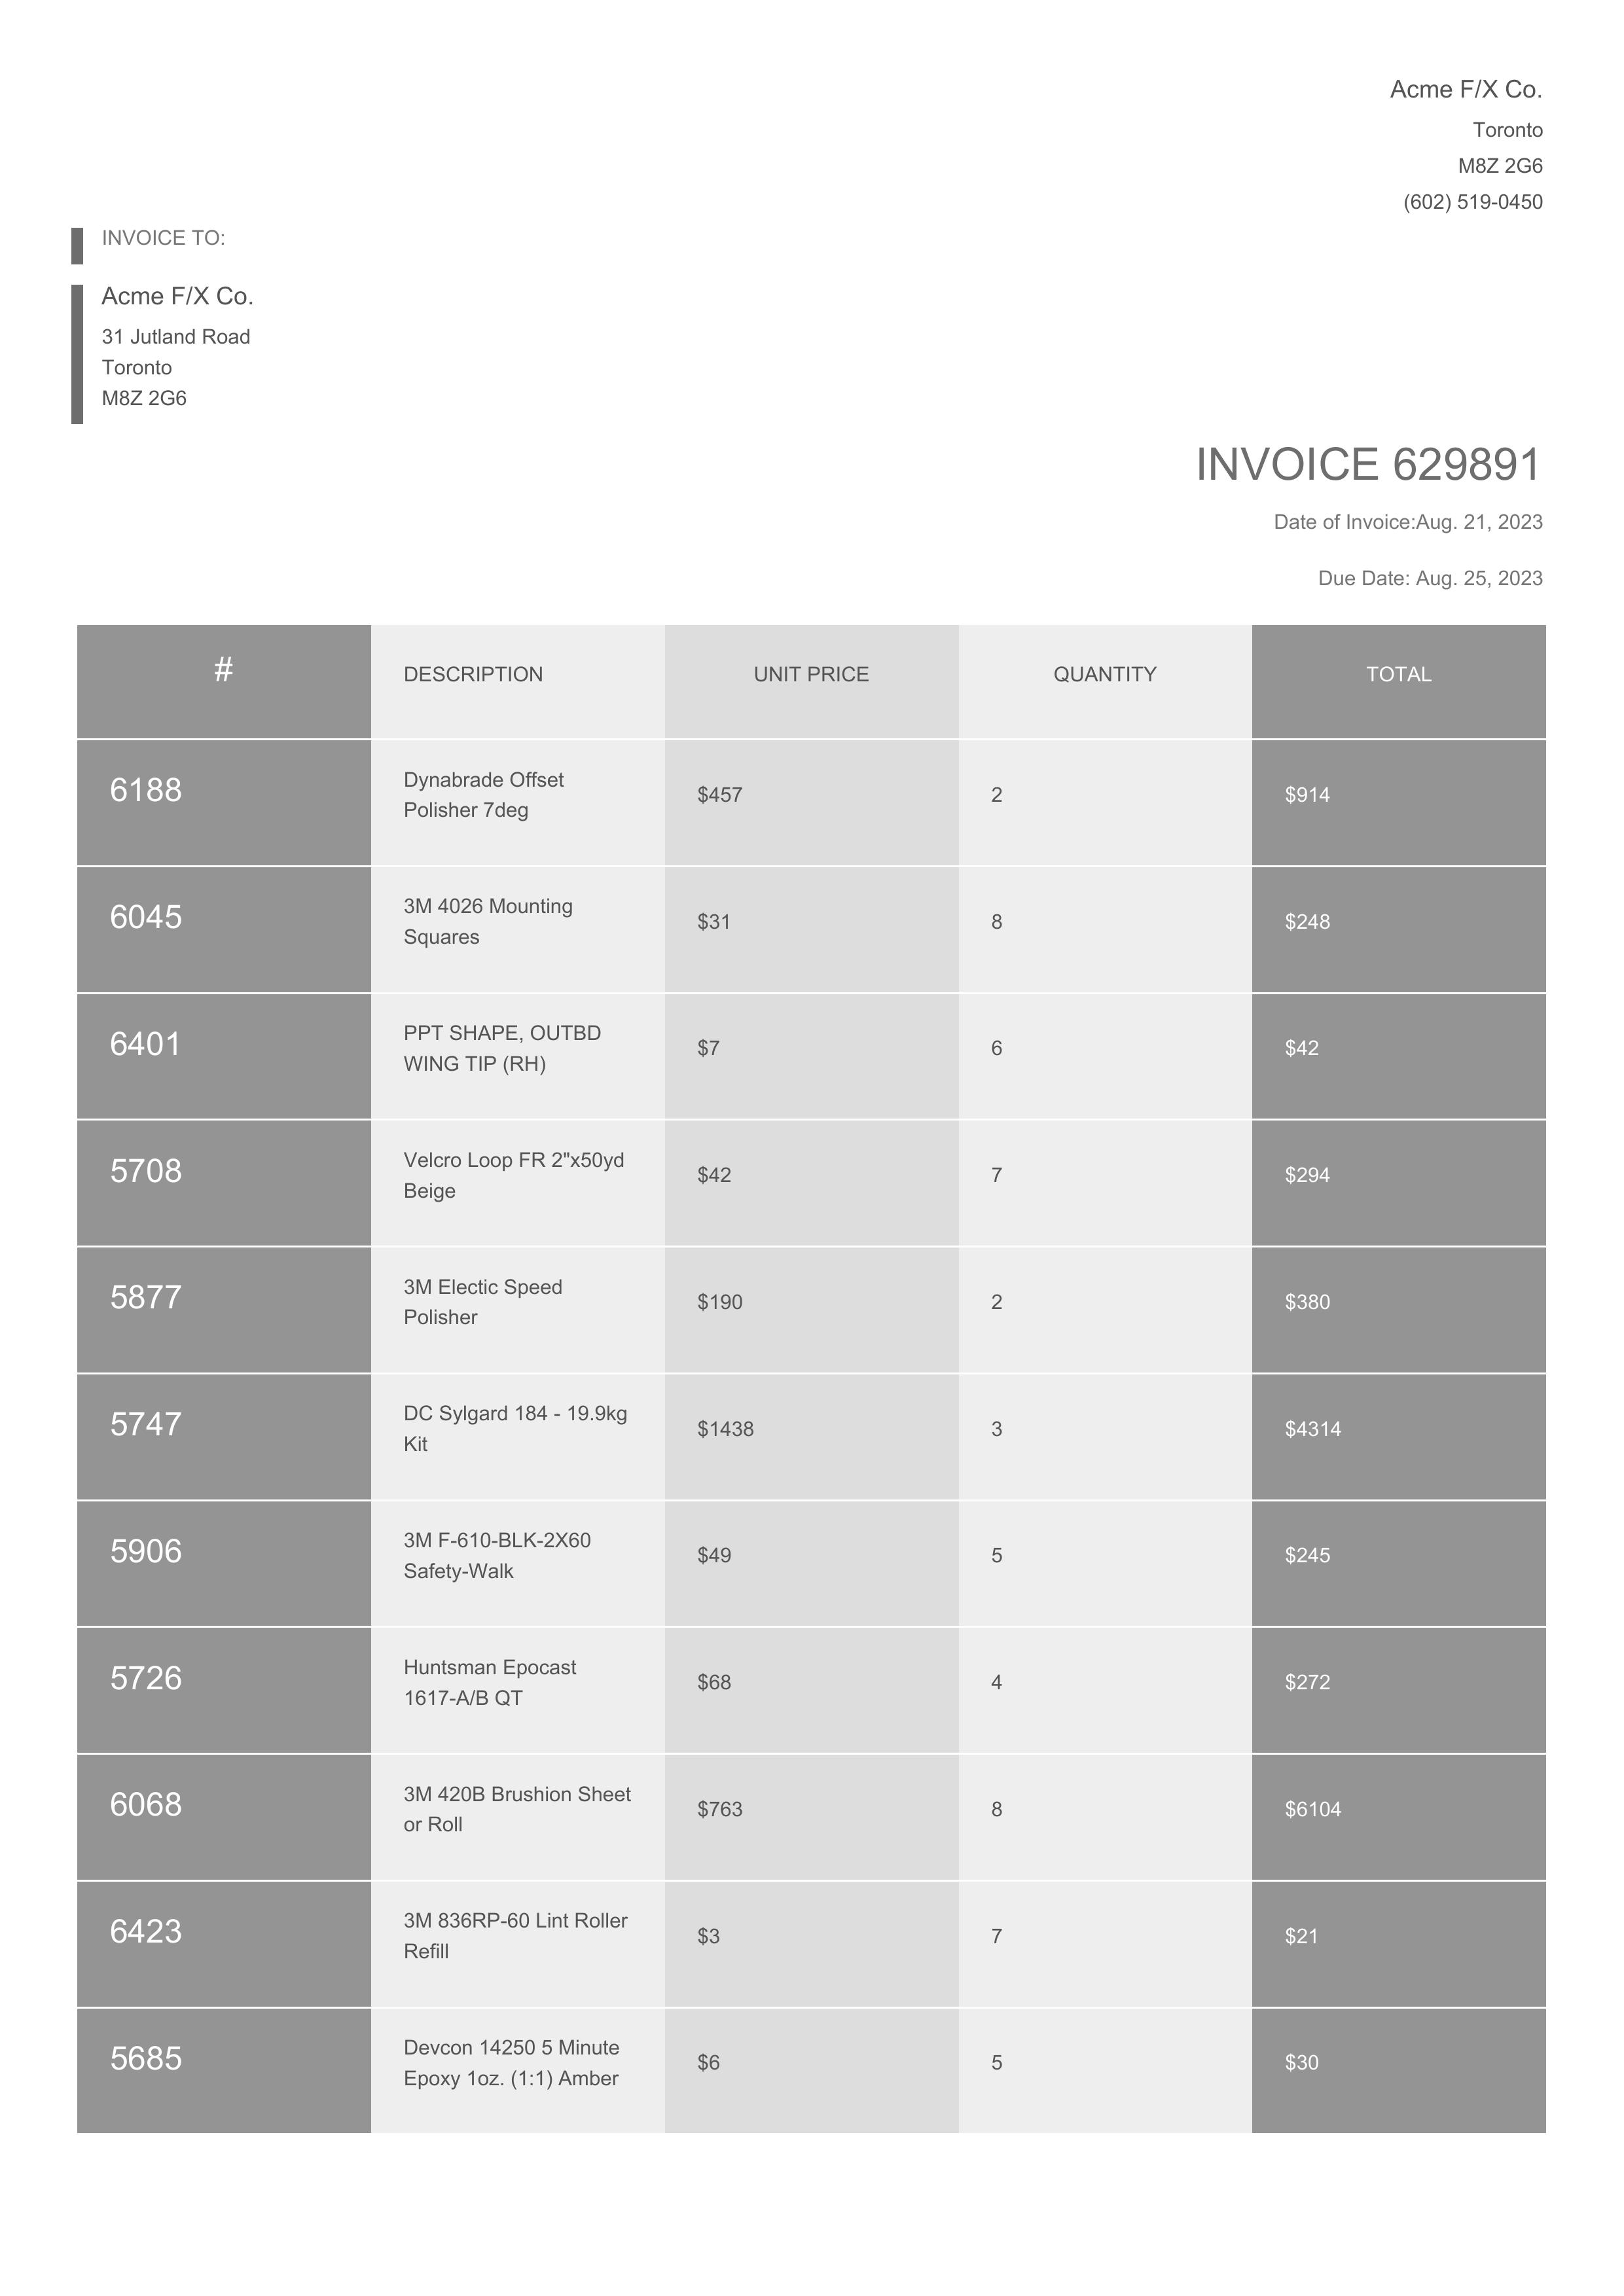 Acme F/X Co.
Toronto
M8Z 2G6
(602) 519-0450
INVOICE TO:
Acme F/X Co.
31 Jutland Road
Toronto
M8Z 2G6
INVOICE 629891
Date of Invoice:Aug. 21, 2023
Due Date: Aug. 25, 2023
# DESCRIPTION UNIT PRICE QUANTITY TOTAL
6188 Dynabrade Offset $457 2 $914
Polisher 7deg
6045 3M 4026 Mounting $31 8 $248
Squares
6401 PPT SHAPE, OUTBD $7 6 $42
WING TIP (RH)
5708 Velcro Loop FR 2"x50yd $42 7 $294
Beige
5877 3M Electic Speed $190 2 $380
Polisher
5747 DC Sylgard 184 - 19.9kg $1438 3 $4314
Kit
5906 3M F-610-BLK-2X60 $49 5 $245
Safety-Walk
5726 Huntsman Epocast $68 4 $272
1617-A/B QT
6068 3M 420B Brushion Sheet $763 8 $6104
or Roll
6423 3M 836RP-60 Lint Roller $3 7 $21
Refill
5685 Devcon 14250 5 Minute $6 5 $30
Epoxy 1oz. (1:1) Amber